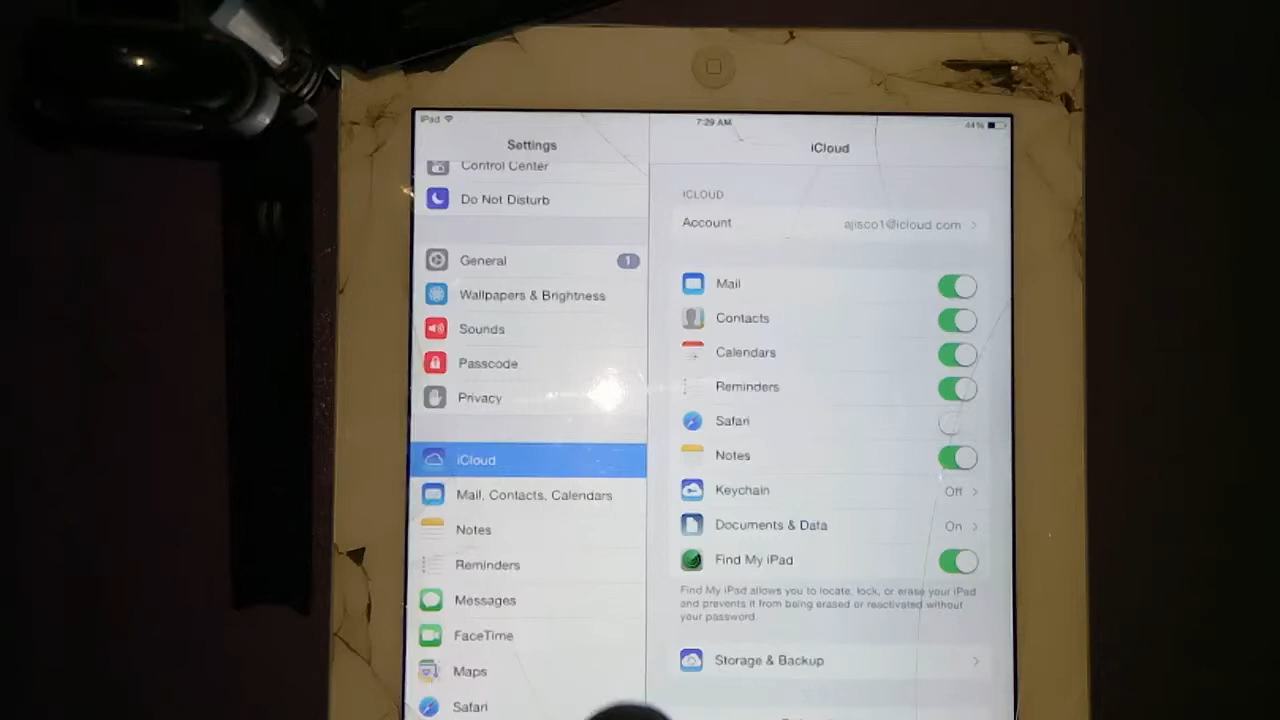 iPad
7:29 AM
44%
Settings
iCloud
Control Center
Do Not Disturb
General 1
Wallpapers & Brightness
Sounds
Passcode
Privacy
iCloud
Mail, Contacts, Calendars
Notes
Reminders
Messages
FaceTime
Maps
Safari
ICLOUD
Account ajisco1@icloud.com
Mail
Contacts
Calendars
Reminders
Safari
Notes
Keychain Off
Documents & Data On
Find My iPad
Find My iPad allows you to locate, lock, or erase your iPad
and prevents it from being erased or reactivated without
your password.
Storage & Backup